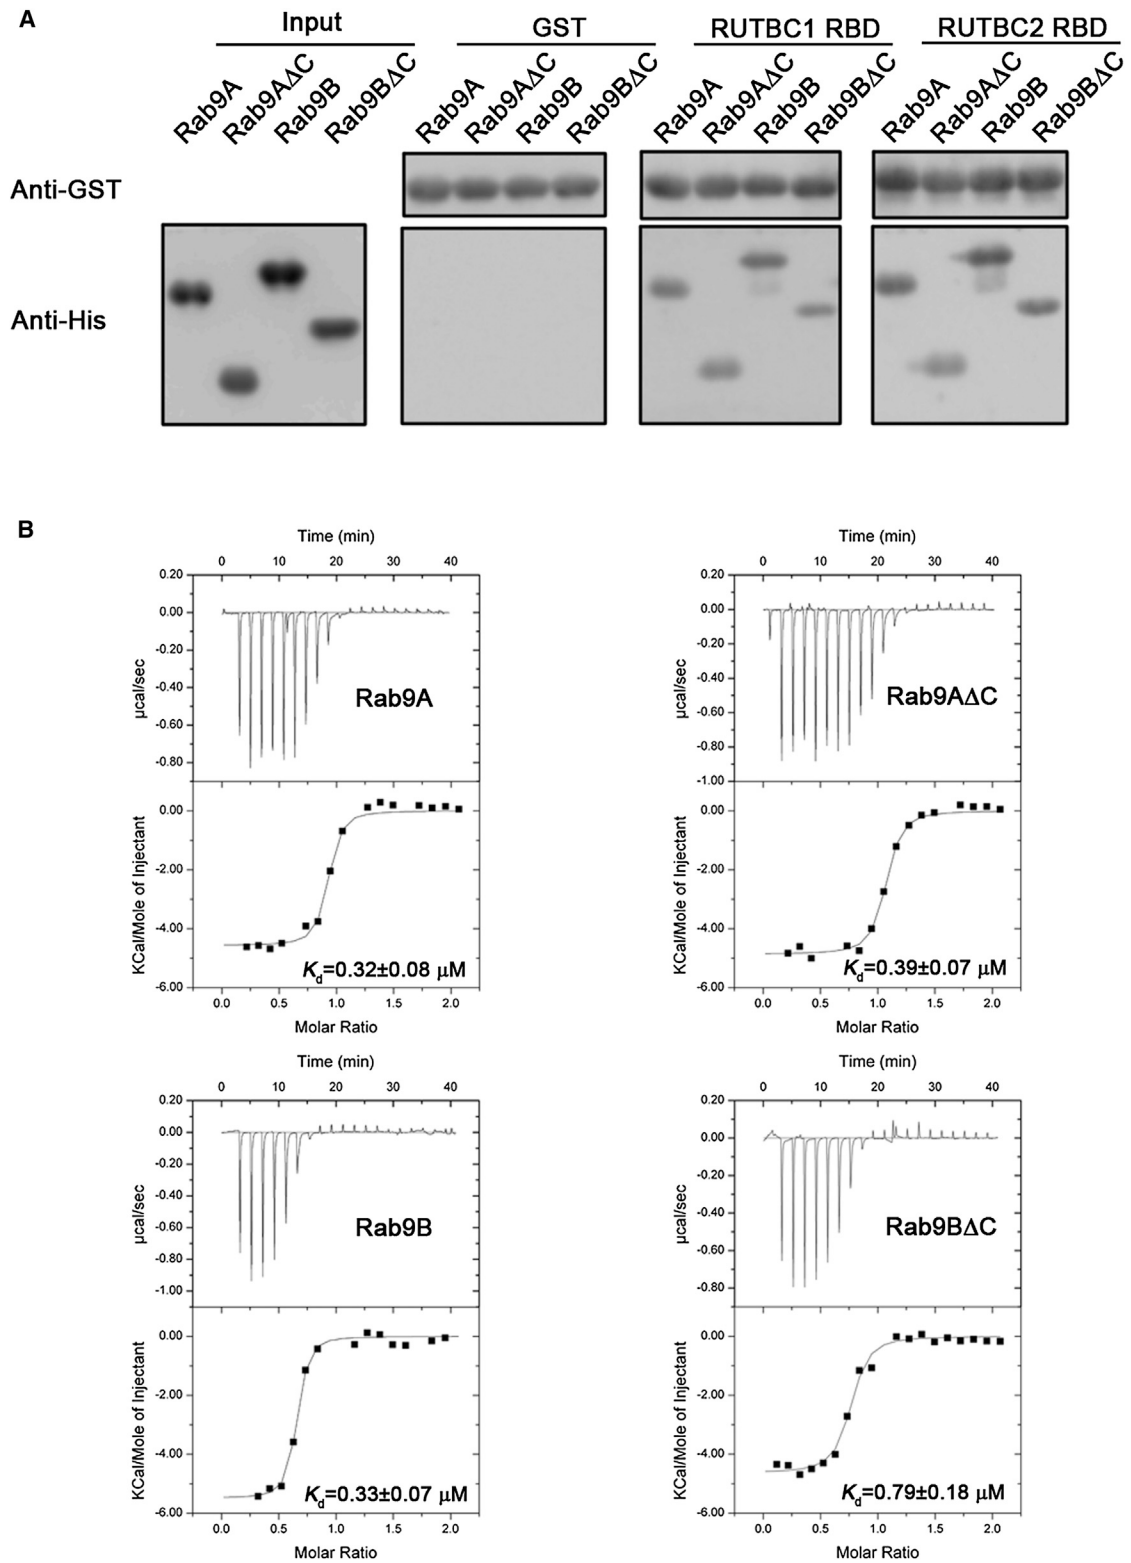 A
Input GST RUTBC1 RBD RUTBC2 RBD
Rab9A Rab9AΔC Rab9B Rab9BΔC Rab9A Rab9AΔC Rab9B Rab9BΔC Rab9A Rab9AΔC Rab9B Rab9BΔC Rab9A Rab9AΔC Rab9B Rab9BΔC
Anti-GST
Anti-His
B
Time (min)
0 10 20 30 40
0.20
0.00
-0.20
-0.40
-0.60
-0.80
µcal/sec
Rab9A
0.00
-2.00
-4.00
-6.00
KCal/Mole of Injectant
Kd=0.32±0.08 µM
0.0 0.5 1.0 1.5 2.0
Molar Ratio
Time (min)
0 10 20 30 40
0.20
0.00
-0.20
-0.40
-0.60
-0.80
-1.00
µcal/sec
Rab9AΔC
0.00
-2.00
-4.00
-6.00
KCal/Mole of Injectant
Kd=0.39±0.07 µM
0.0 0.5 1.0 1.5 2.0
Molar Ratio
Time (min)
0 10 20 30 40
0.20
0.00
-0.20
-0.40
-0.60
-0.80
-1.00
µcal/sec
Rab9B
0.00
-2.00
-4.00
-6.00
KCal/Mole of Injectant
Kd=0.33±0.07 µM
0.0 0.5 1.0 1.5 2.0
Molar Ratio
Time (min)
0 10 20 30 40
0.20
0.00
-0.20
-0.40
-0.60
-0.80
µcal/sec
Rab9BΔC
0.00
-2.00
-4.00
-6.00
KCal/Mole of Injectant
Kd=0.79±0.18 µM
0.0 0.5 1.0 1.5 2.0
Molar Ratio